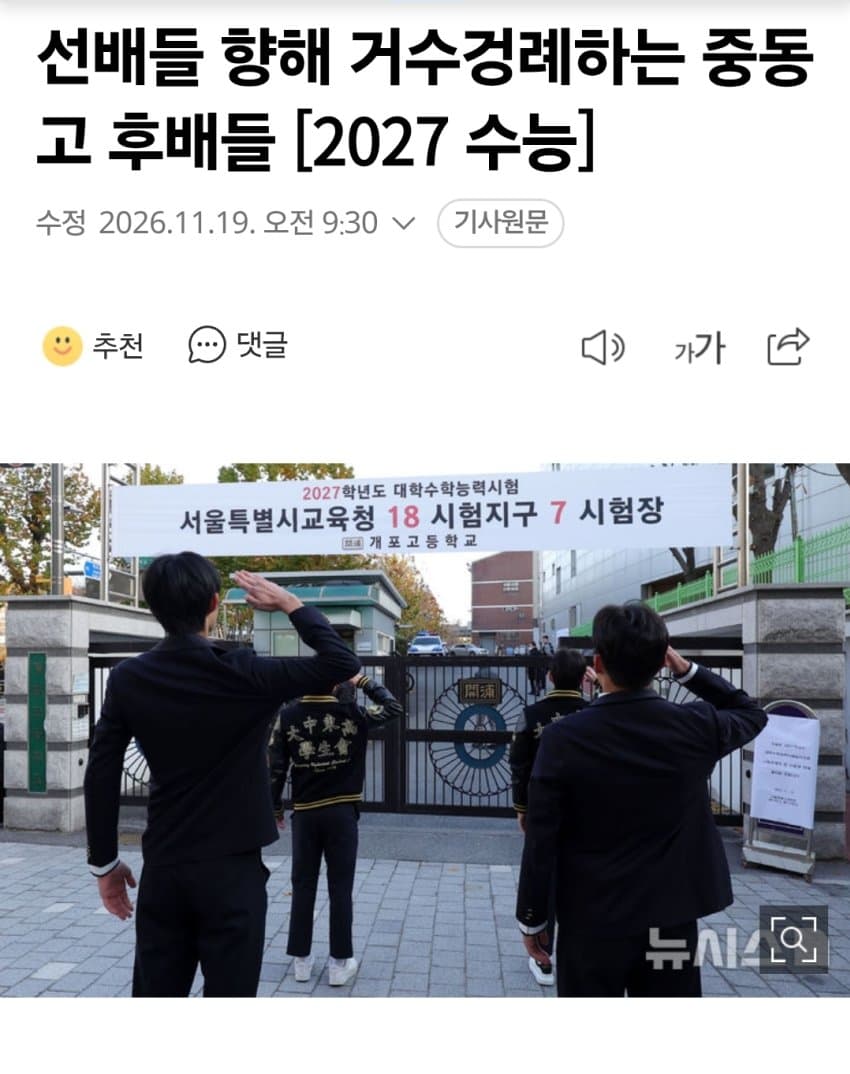 선배들 향해 거수경례하는 중동
고 후배들 [2027 수능]
수정 2026.11.19. 오전 9:30
기사원문
추천
댓글
가가
2027학년도 대학수학능력시험
서울특별시교육청 18 시험지구 7 시험장
개포고등학교
開浦
大中東高
學生會
大中
뉴시스